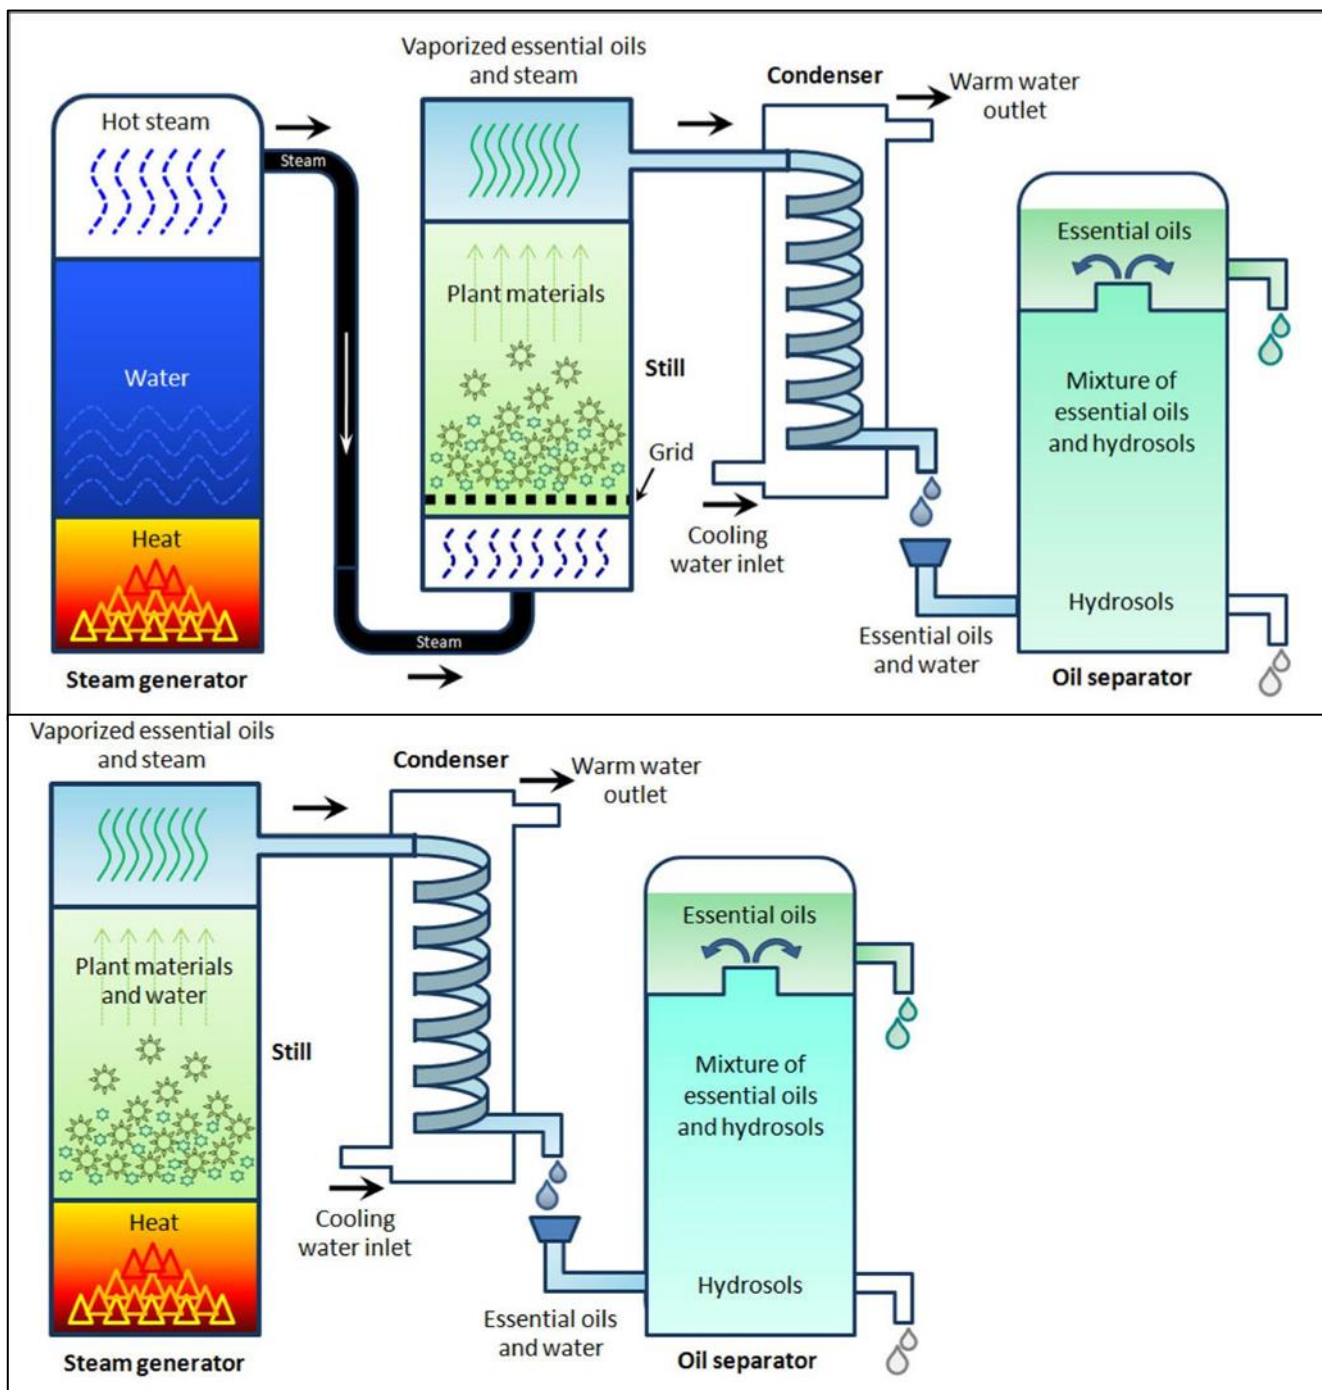 Vaporized essential oils
and steam
Condenser
Warm water
outlet
Hot steam
Steam
Essential oils
Plant materials
Water
Still
Mixture of
essential oils
and hydrosols
Grid
Heat
Cooling
water inlet
Hydrosols
Steam
Essential oils
and water
Steam generator
Oil separator
Vaporized essential oils
and steam
Condenser
Warm water
outlet
Essential oils
Plant materials
and water
Still
Mixture of
essential oils
and hydrosols
Heat
Cooling
water inlet
Hydrosols
Essential oils
and water
Steam generator
Oil separator